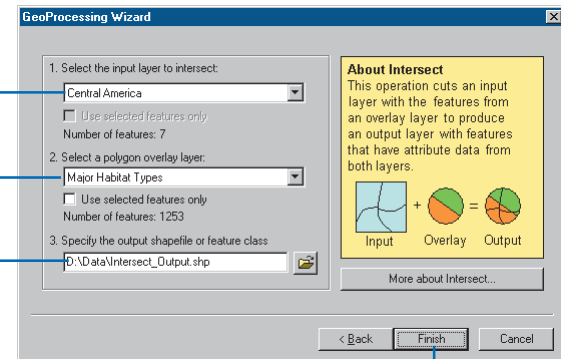 GeoProcessing Wizard
1. Select the input layer to intersect:
Central America
Use selected features only
Number of features: 7
2. Select a polygon overlay layer:
Major Habitat Types
Use selected features only
Number of features: 1253
3. Specify the output shapefile or feature class
D:\Data\Intersect_Output.shp
About Intersect
This operation cuts an input
layer with the features from
an overlay layer to produce
an output layer with features
that have attribute data from
both layers.
+ =
Input Overlay Output
More about Intersect...
< Back Finish Cancel